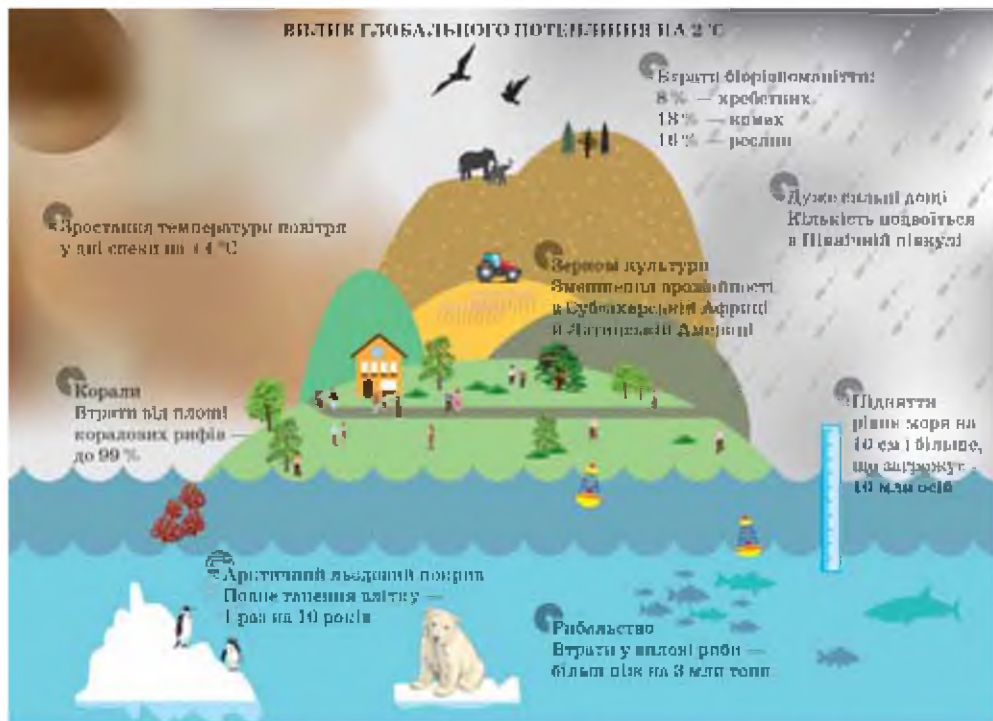 ВПЛИВ ГЛОБАЛЬНОГО ПОТЕПЛІННЯ НА 2 °С
Втрати біорізноманіття:
8 % — хребетних
18 % — комах
16 % — рослин
Дуже сильні дощі
Кількість подвоїться
в Північній півкулі
Зростання температури повітря
у дні спеки на +4 °С
Зернові культури
Зменшення врожайності
в Субсахарській Африці
й Латинській Америці
Корали
Втрати від площі
коралових рифів —
до 99 %
Підняття
рівня моря на
10 см і більше,
що загрожує
10 млн осіб
Арктичний льодовий покрив
Повне танення влітку —
1 раз на 10 років
Рибальство
Втрати у вилові риби —
більш ніж на 3 млн тонн